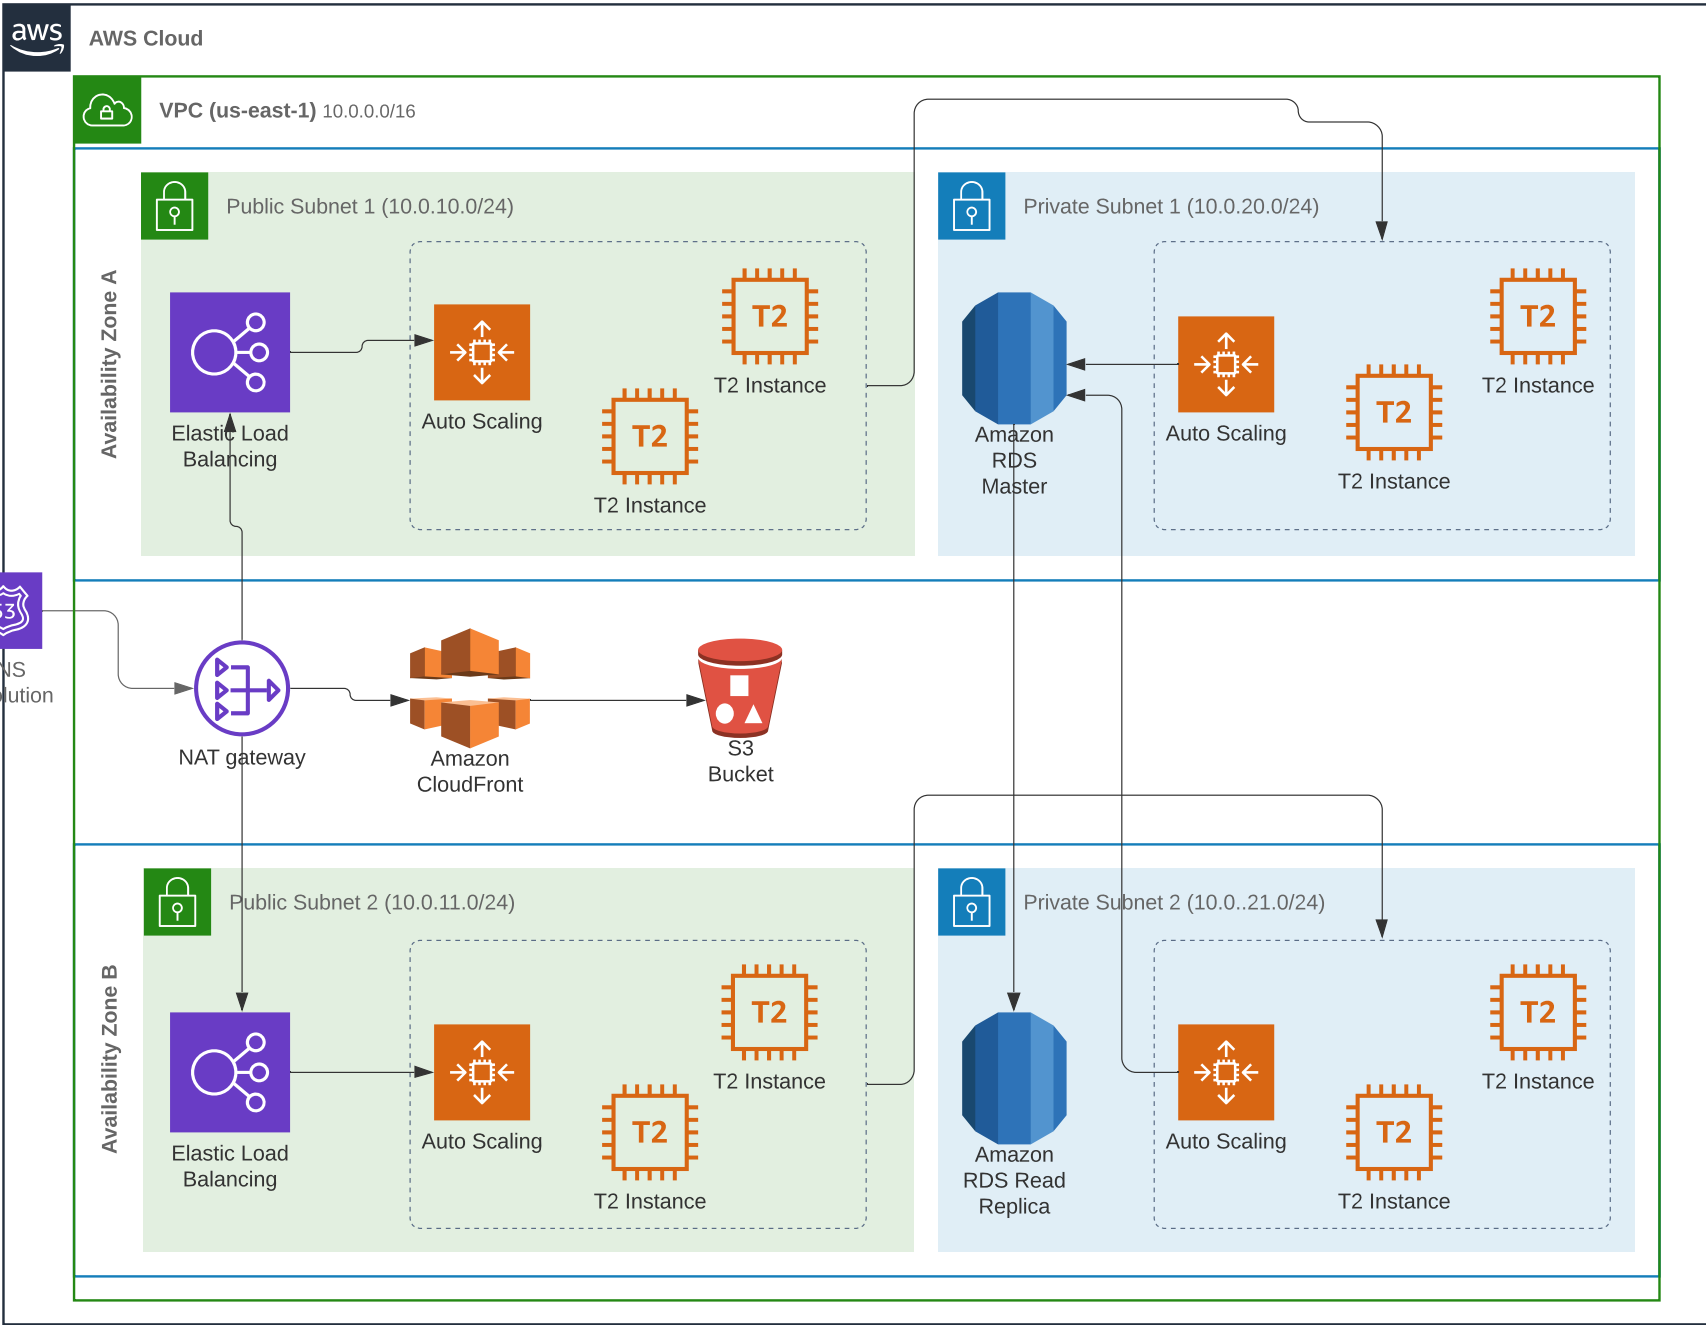 aws
AWS Cloud
VPC (us-east-1) 10.0.0.0/16
Availability Zone A
Public Subnet 1 (10.0.10.0/24)
Elastic Load
Balancing
Auto Scaling
T2
T2 Instance
T2
T2 Instance
Private Subnet 1 (10.0.20.0/24)
Amazon
RDS
Master
Auto Scaling
T2
T2 Instance
T2
T2 Instance
53
NS
lution
NAT gateway
Amazon
CloudFront
S3
Bucket
Availability Zone B
Public Subnet 2 (10.0.11.0/24)
Elastic Load
Balancing
Auto Scaling
T2
T2 Instance
T2
T2 Instance
Private Subnet 2 (10.0..21.0/24)
Amazon
RDS Read
Replica
Auto Scaling
T2
T2 Instance
T2
T2 Instance